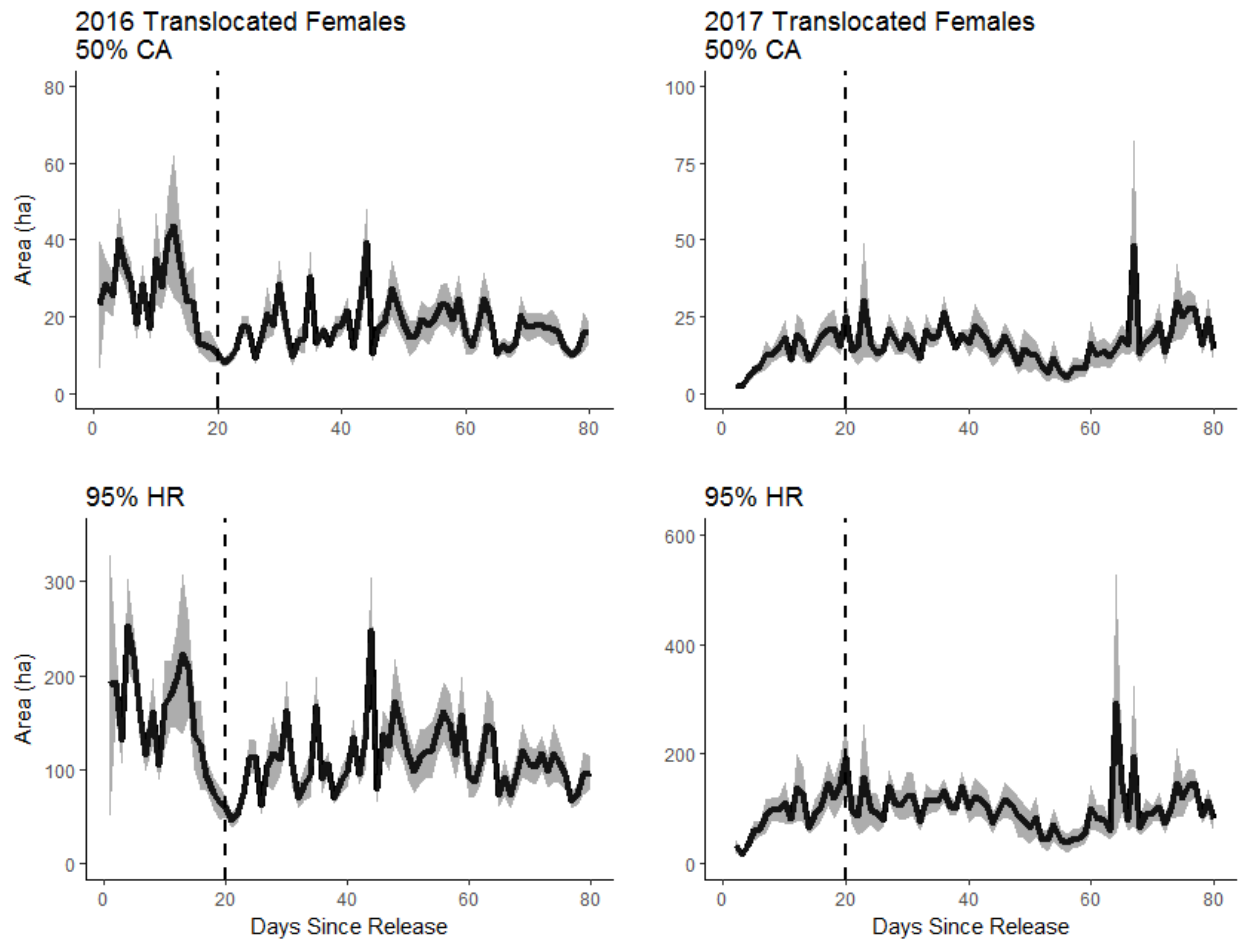 2016 Translocated Females
50% CA
80
60
40
20
0
Area (ha)
0 20 40 60 80
2017 Translocated Females
50% CA
100
75
50
25
0
0 20 40 60 80
95% HR
300
200
100
0
Area (ha)
0 20 40 60 80
Days Since Release
95% HR
600
400
200
0
0 20 40 60 80
Days Since Release